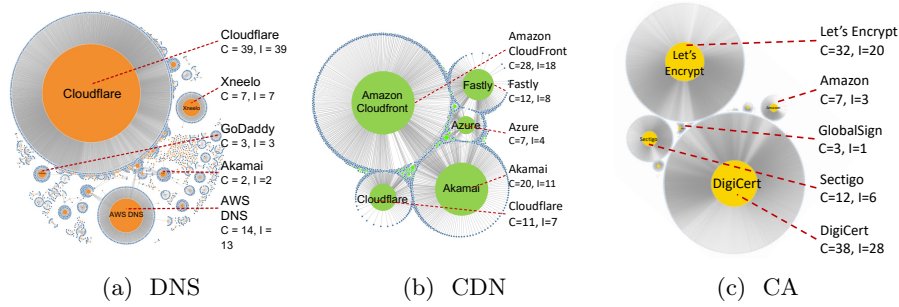 Cloudflare
C = 39, I = 39
Xneelo
C = 7, I = 7
GoDaddy
C = 3, I = 3
Akamai
C = 2, I = 2
AWS
DNS
C = 14, I =
13
Cloudflare
Xneelo
AWS DNS
(a) DNS
Amazon
CloudFront
C=28, I=18
Fastly
C=12, I=8
Azure
C=7, I=4
Akamai
C=20, I=11
Cloudflare
C=11, I=7
Amazon
Cloudfront
Fastly
Azure
Akamai
Cloudflare
(b) CDN
Let's Encrypt
C=32, I=20
Amazon
C=7, I=3
GlobalSign
C=3, I=1
Sectigo
C=12, I=6
DigiCert
C=38, I=28
Let's
Encrypt
Sectigo
DigiCert
(c) CA